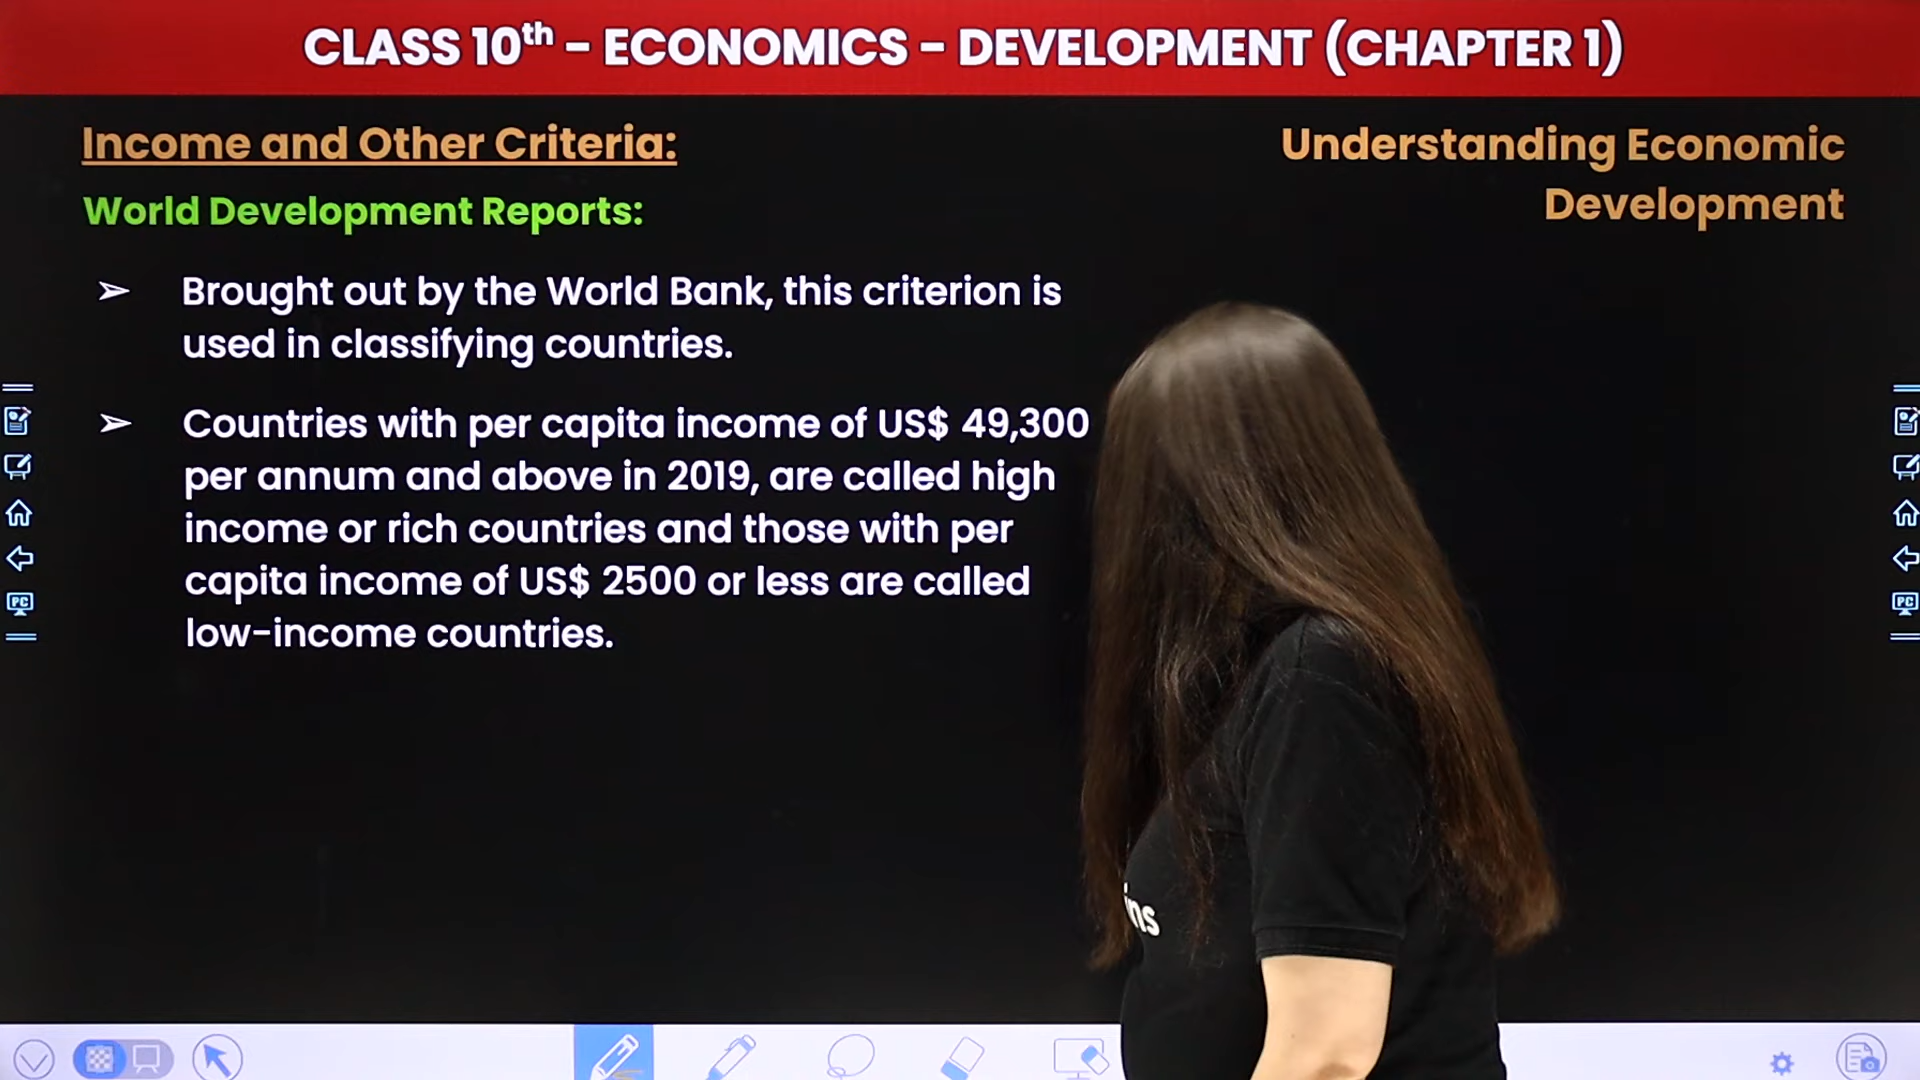 CLASS 10th - ECONOMICS - DEVELOPMENT (CHAPTER 1)
Income and Other Criteria:
Understanding Economic
Development
World Development Reports:
➢ Brought out by the World Bank, this criterion is
used in classifying countries.
➢ Countries with per capita income of US$ 49,300
per annum and above in 2019, are called high
income or rich countries and those with per
capita income of US$ 2500 or less are called
low-income countries.
PC
PC